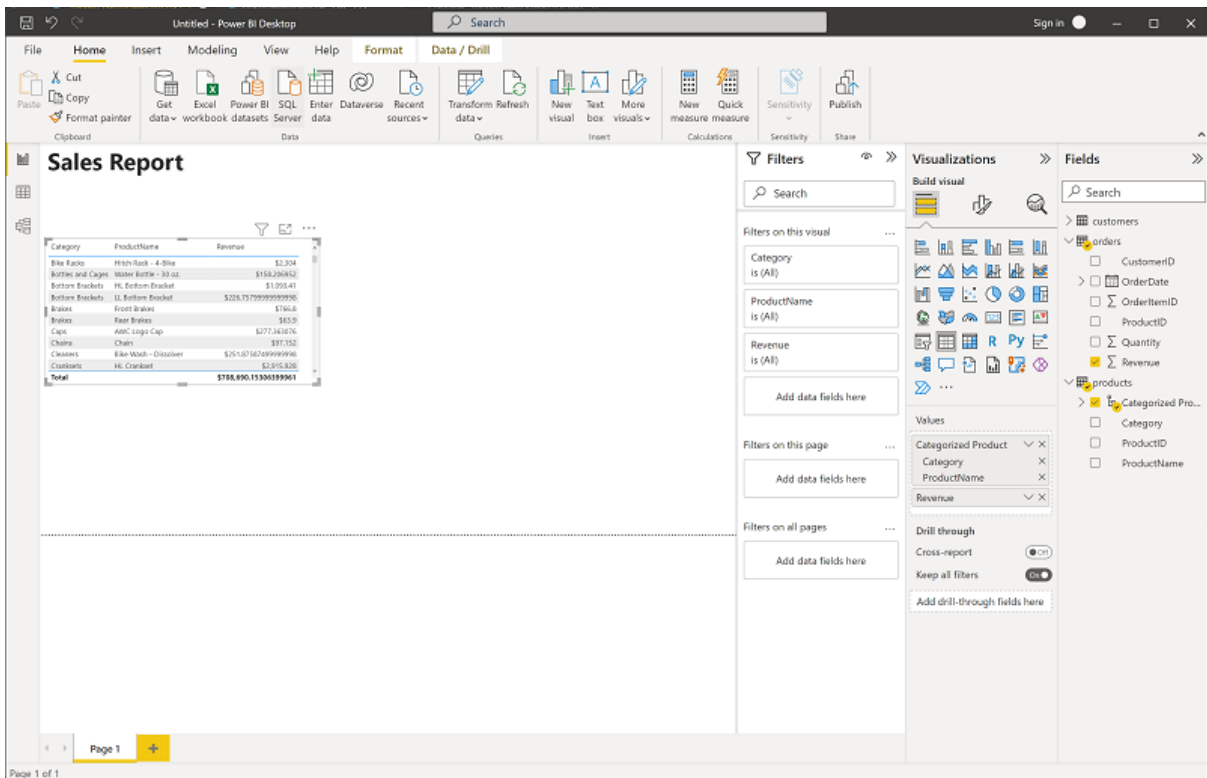 Untitled - Power BI Desktop
Search
Sign in
File Home Insert Modeling View Help Format Data / Drill
Paste
Cut
Copy
Format painter
Clipboard
Get data
Excel workbook
Power BI datasets
SQL Server
Enter data
Dataverse
Recent sources
Data
Transform data
Refresh
Queries
New visual
Text box
More visuals
Insert
New measure
Quick measure
Calculations
Sensitivity
Sensitivity
Publish
Share
Sales Report
Category ProductName Revenue
Bike Racks Hitch Rack - 4-Bike $2,304
Bottles and Cages Water Bottle - 30 oz. $158.206952
Bottom Brackets HL Bottom Bracket $1,093.41
Bottom Brackets LL Bottom Bracket
Brakes Front Brakes $766.8
Brakes Rear Brakes $63.9
Caps AWC Logo Cap
Chains Chain $97.152
Cleaners Bike Wash - Dissolver
Cranksets HL Crankset $2,915.928
Total
Filters
Search
Filters on this visual
Category
is (All)
ProductName
is (All)
Revenue
is (All)
Add data fields here
Filters on this page
Add data fields here
Filters on all pages
Add data fields here
Visualizations
Build visual
R Py
Values
Categorized Product
Category
ProductName
Revenue
Drill through
Cross-report Off
Keep all filters On
Add drill-through fields here
Fields
Search
customers
orders
CustomerID
OrderDate
OrderItemID
ProductID
Quantity
Revenue
products
Categorized Pro...
Category
ProductID
ProductName
Page 1
Page 1 of 1